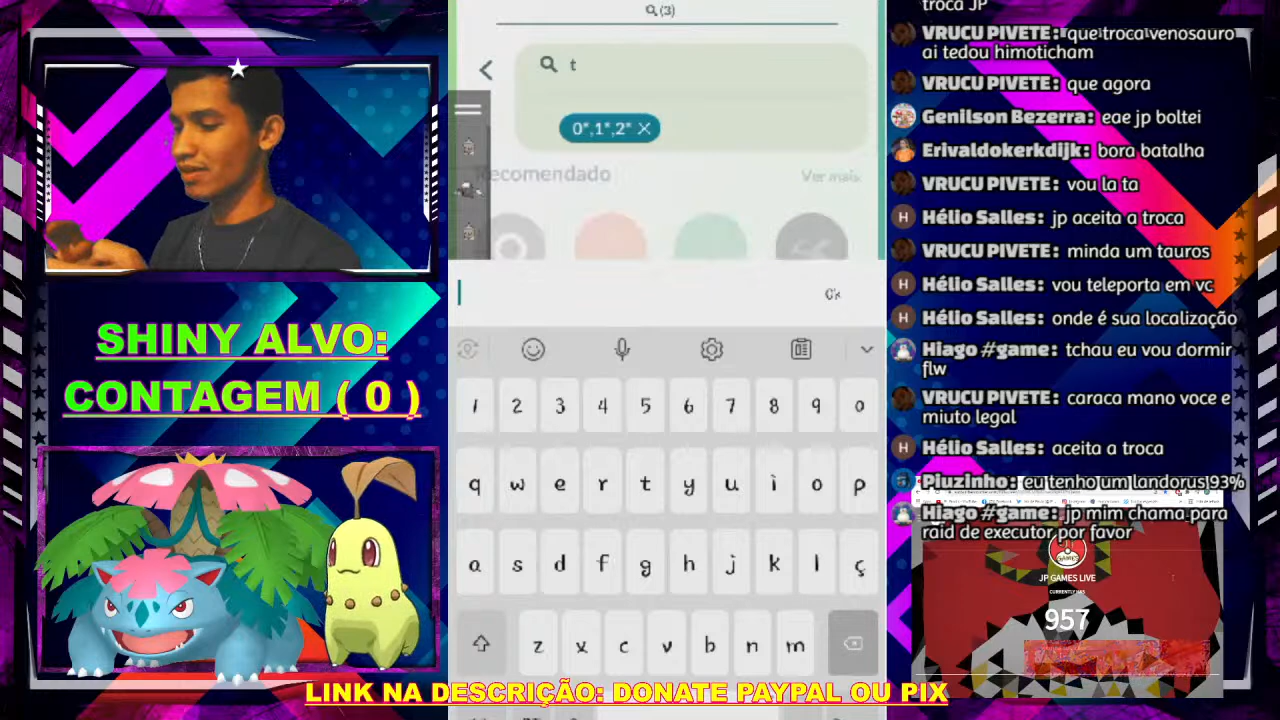 SHINY ALVO:
CONTAGEM ( 0 )
(3)
t
0*,1*,2*
Recomendado
Ver mais
Ok
1 2 3 4 5 6 7 8 9 0
q w e r t y u i o p
a s d f g h j k l ç
z x c v b n m
troca JP
VRUCU PIVETE: que troca venosauro
ai tedou himoticham
VRUCU PIVETE: que agora
Genilson Bezerra: eae jp boltei
Erivaldokerkdijk: bora batalha
VRUCU PIVETE: vou la ta
Hélio Salles: jp aceita a troca
VRUCU PIVETE: minda um tauros
Hélio Salles: vou teleporta em vc
Hélio Salles: onde é sua localização
Hiago #game: tchau eu vou dormir
flw
VRUCU PIVETE: caraca mano voce e
miuto legal
Hélio Salles: aceita a troca
Piuzinho: eu tenho um landorus 93%
Hiago #game: jp mim chama para
raid de executor por favor
JP GAMES LIVE
CURRENTLY HAS
957
LINK NA DESCRIÇÃO: DONATE PAYPAL OU PIX